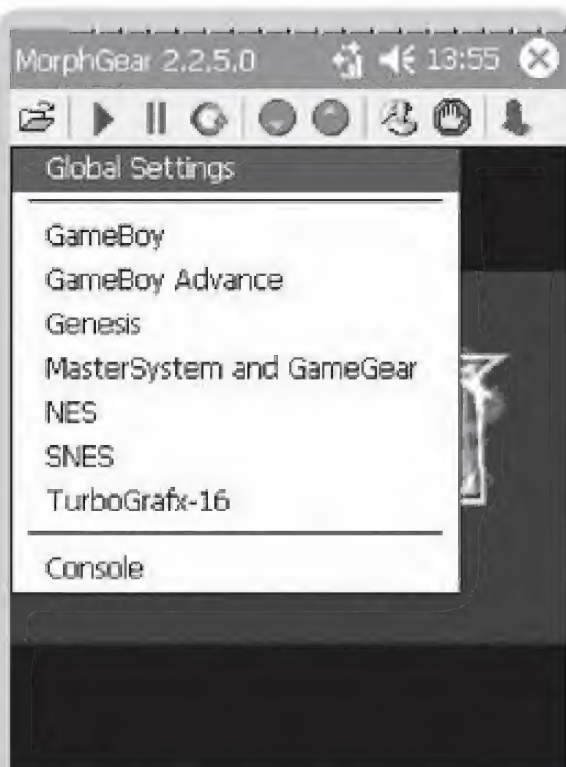 MorphGear 2.2.5.0 13:55
Global Settings
GameBoy
GameBoy Advance
Genesis
MasterSystem and GameGear
NES
SNES
TurboGrafx-16
Console